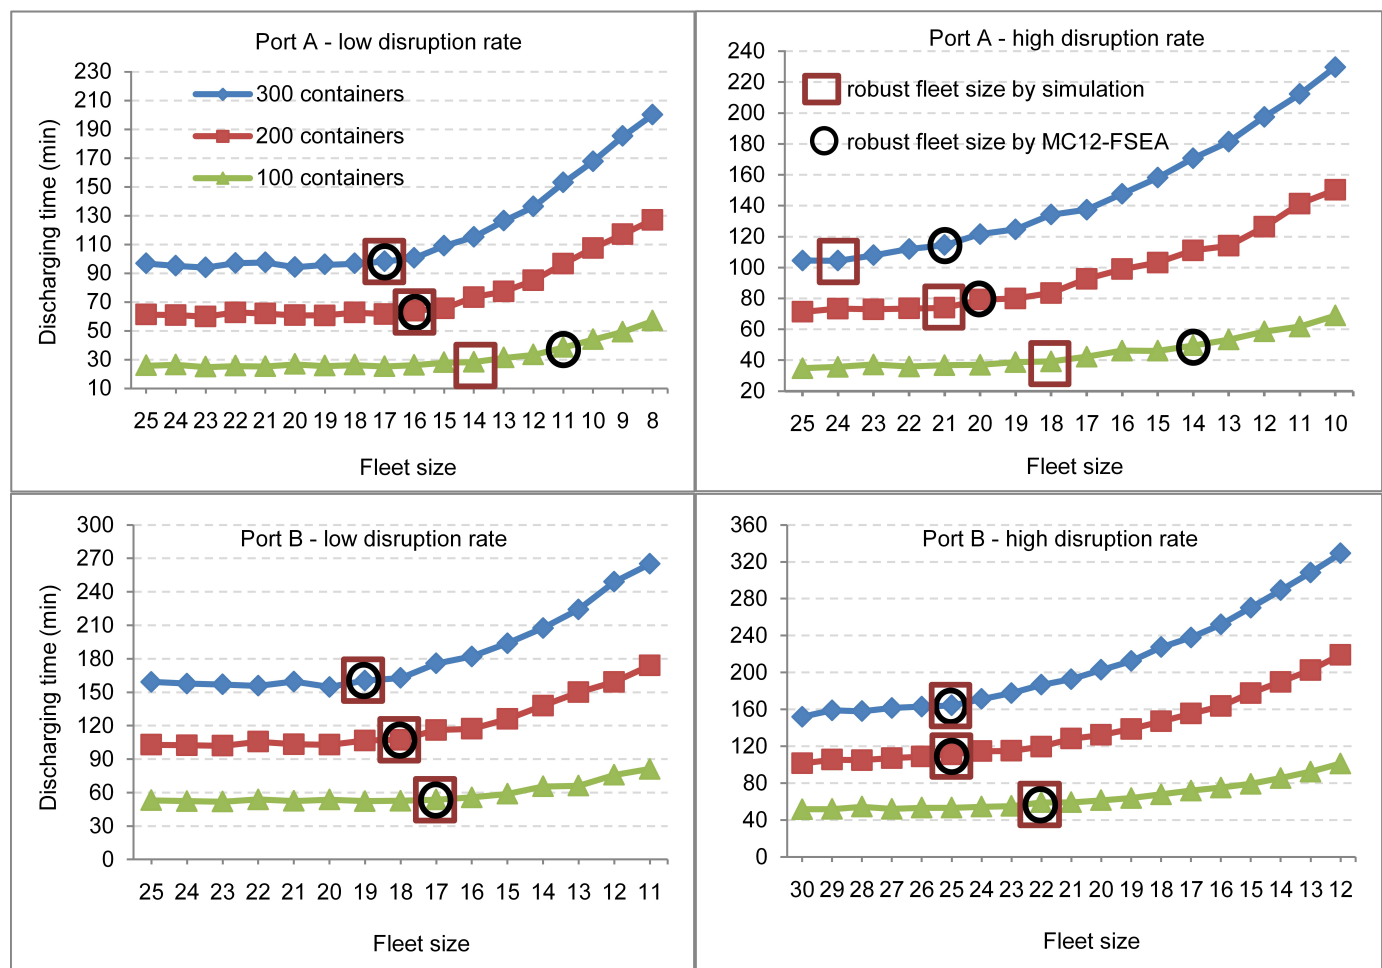 Port A - low disruption rate
Discharging time (min)
230
210
190
170
150
130
110
90
70
50
30
10
300 containers
200 containers
100 containers
25 24 23 22 21 20 19 18 17 16 15 14 13 12 11 10 9 8
Fleet size
Port A - high disruption rate
240
220
200
180
160
140
120
100
80
60
40
20
robust fleet size by simulation
robust fleet size by MC12-FSEA
25 24 23 22 21 20 19 18 17 16 15 14 13 12 11 10
Fleet size
Port B - low disruption rate
Discharging time (min)
300
270
240
210
180
150
120
90
60
30
0
25 24 23 22 21 20 19 18 17 16 15 14 13 12 11
Fleet size
Port B - high disruption rate
360
320
280
240
200
160
120
80
40
0
30 29 28 27 26 25 24 23 22 21 20 19 18 17 16 15 14 13 12
Fleet size